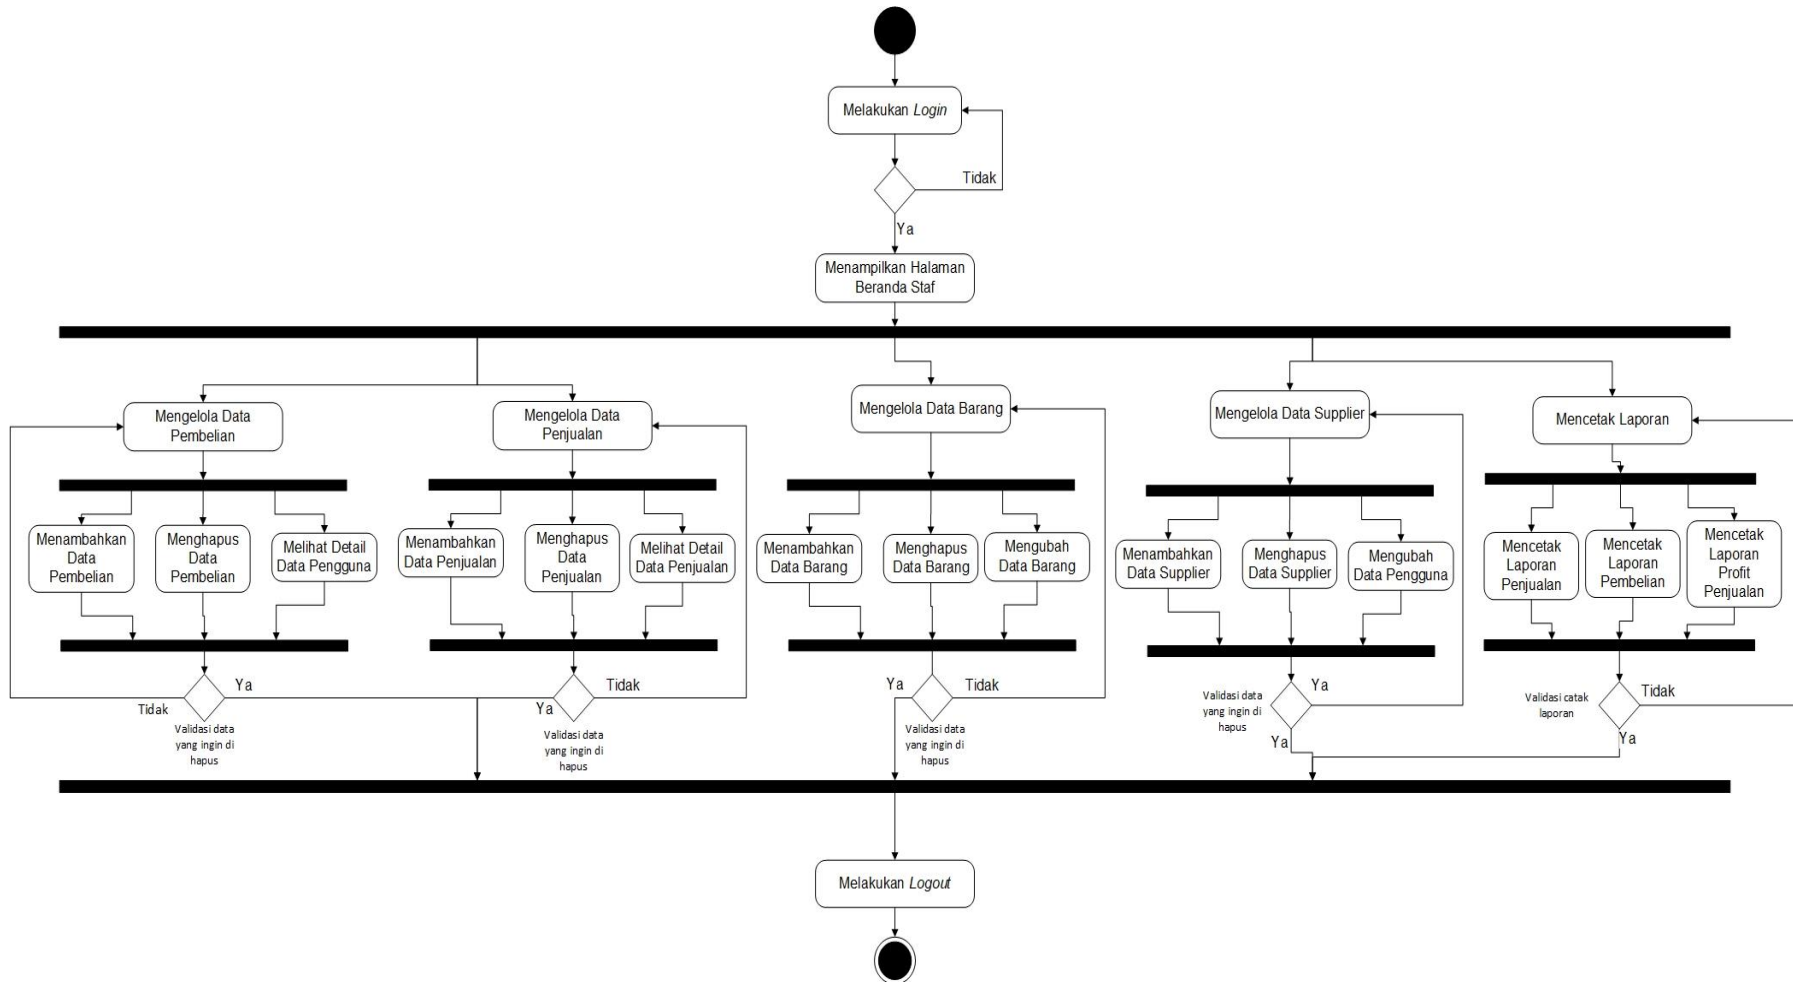 Melakukan Login
Tidak
Ya
Menampilkan Halaman
Beranda Staf
Mengelola Data
Pembelian
Mengelola Data
Penjualan
Mengelola Data Barang
Mengelola Data Supplier
Mencetak Laporan
Menambahkan
Data
Pembelian
Menghapus
Data
Pembelian
Melihat Detail
Data Pengguna
Menambahkan
Data Penjualan
Menghapus
Data
Penjualan
Melihat Detail
Data Penjualan
Menambahkan
Data Barang
Menghapus
Data Barang
Mengubah
Data Barang
Menambahkan
Data Supplier
Menghapus
Data Supplier
Mengubah
Data Pengguna
Mencetak
Laporan
Penjualan
Mencetak
Laporan
Pembelian
Mencetak
Laporan
Profit
Penjualan
Ya
Tidak
Validasi data
yang ingin di
hapus
Tidak
Ya
Validasi data
yang ingin di
hapus
Ya
Tidak
Validasi data
yang ingin di
hapus
Validasi data
yang ingin di
hapus
Ya
Ya
Validasi catak
laporan
Tidak
Ya
Melakukan Logout